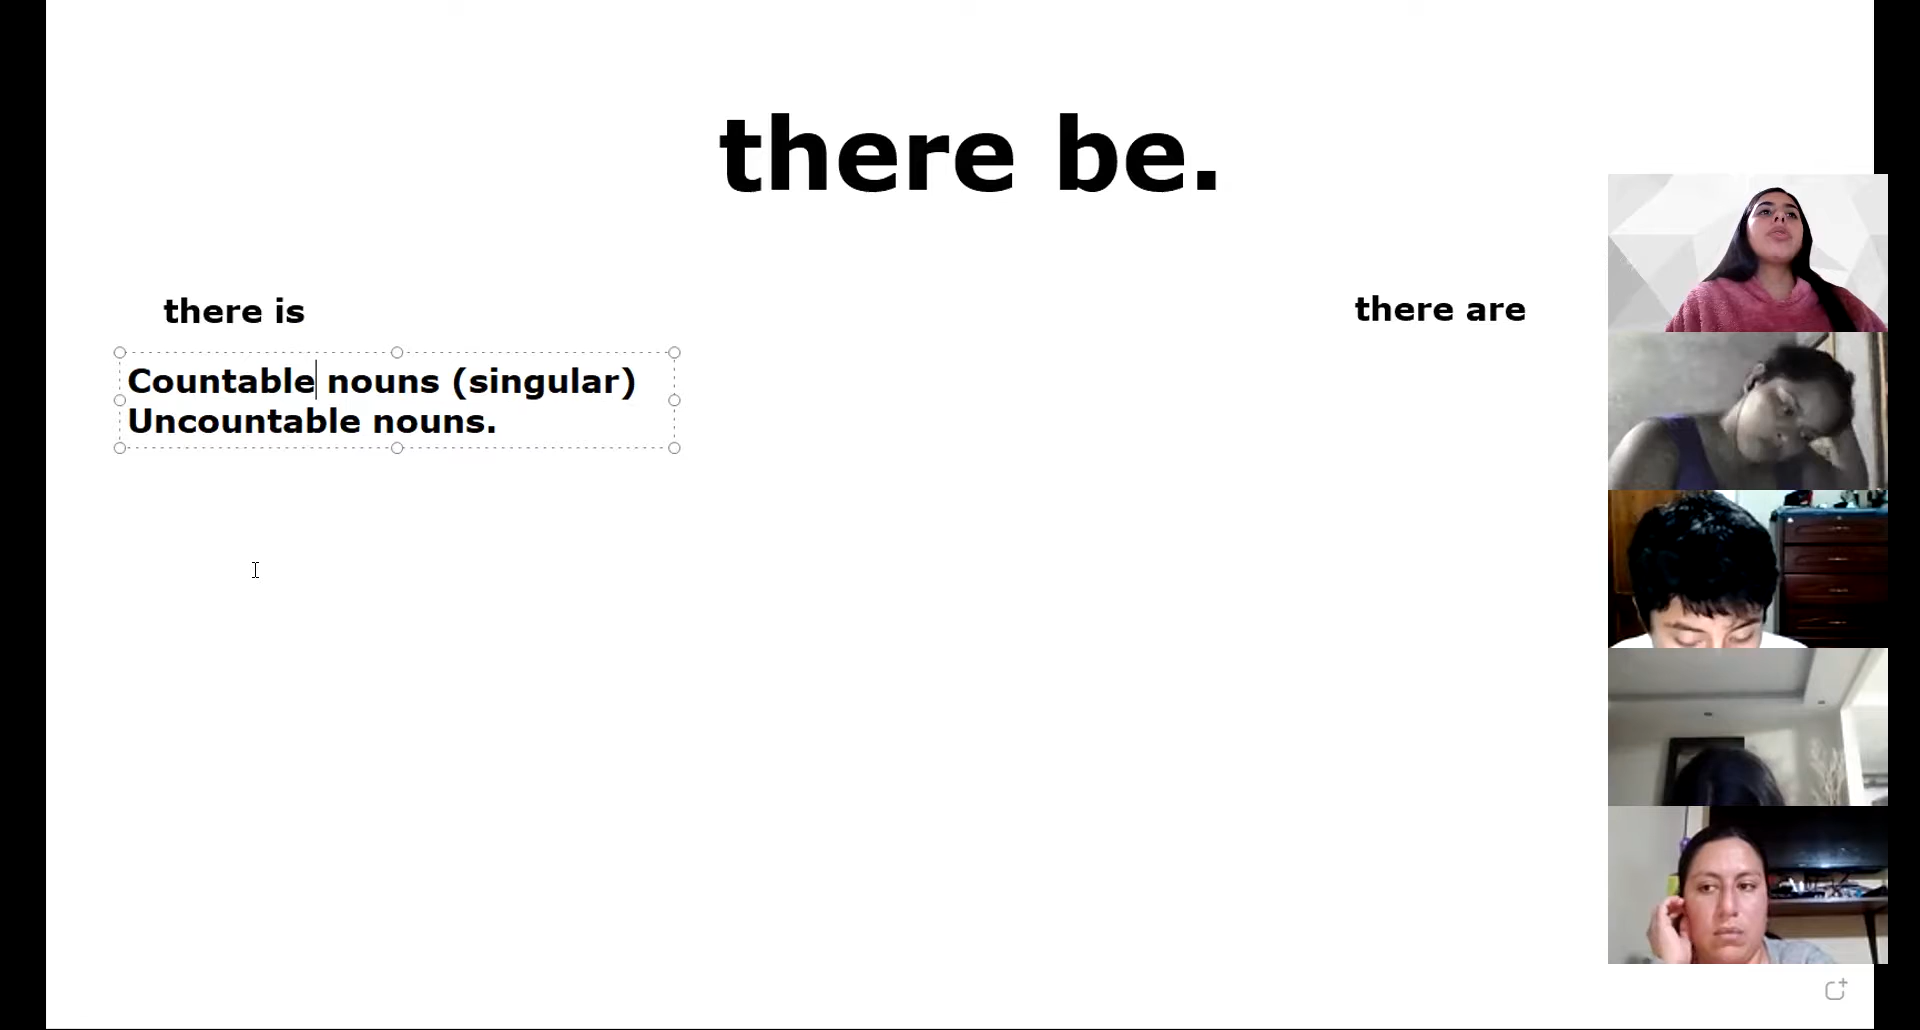 there be.
there is
there are
Countable nouns (singular)
Uncountable nouns.